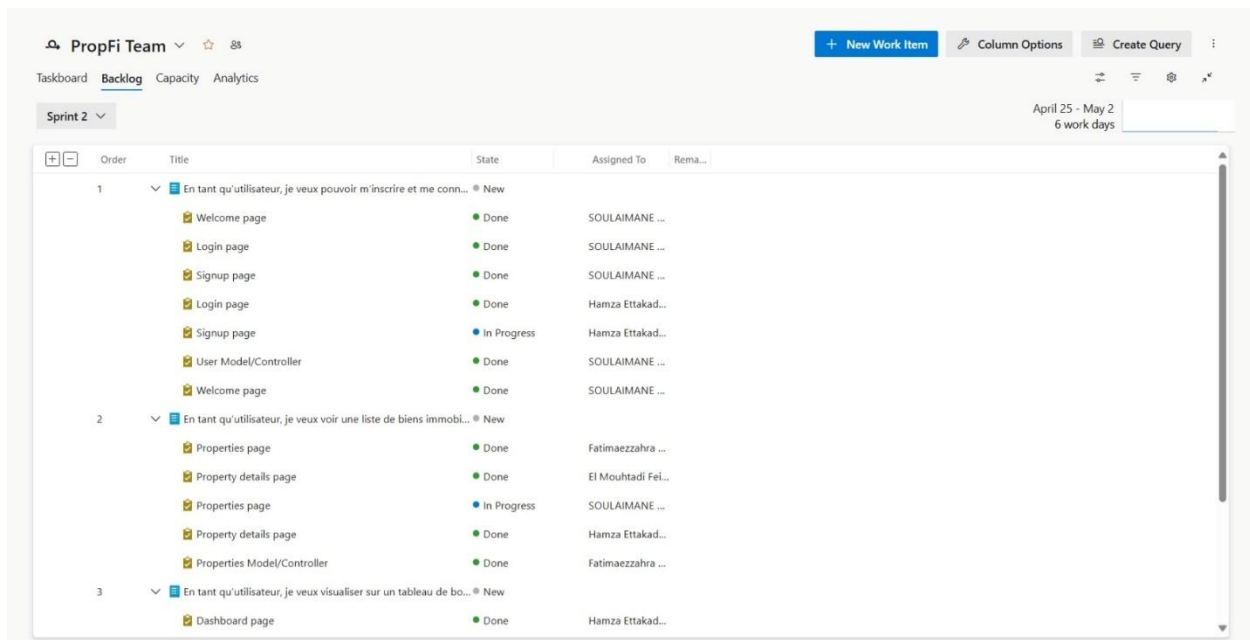 PropFi Team
+ New Work Item Column Options Create Query
Taskboard Backlog Capacity Analytics
Sprint 2
April 25 - May 2
6 work days
Order Title State Assigned To Rema...
1 En tant qu'utilisateur, je veux pouvoir m'inscrire et me conn... New
Welcome page Done SOULAIMANE ...
Login page Done SOULAIMANE ...
Signup page Done SOULAIMANE ...
Login page Done Hamza Ettakad...
Signup page In Progress Hamza Ettakad...
User Model/Controller Done SOULAIMANE ...
Welcome page Done SOULAIMANE ...
2 En tant qu'utilisateur, je veux voir une liste de biens immobi... New
Properties page Done Fatimaezzahra ...
Property details page Done El Mouhtadi Fei...
Properties page In Progress SOULAIMANE ...
Property details page Done Hamza Ettakad...
Properties Model/Controller Done Fatimaezzahra ...
3 En tant qu'utilisateur, je veux visualiser sur un tableau de bo... New
Dashboard page Done Hamza Ettakad...